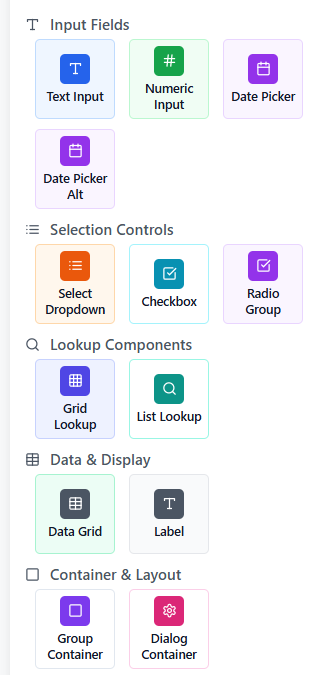 Input Fields
Text Input
Numeric
Input
Date Picker
Date Picker
Alt
Selection Controls
Select
Dropdown
Checkbox
Radio
Group
Lookup Components
Grid
Lookup
List Lookup
Data & Display
Data Grid
Label
Container & Layout
Group
Container
Dialog
Container